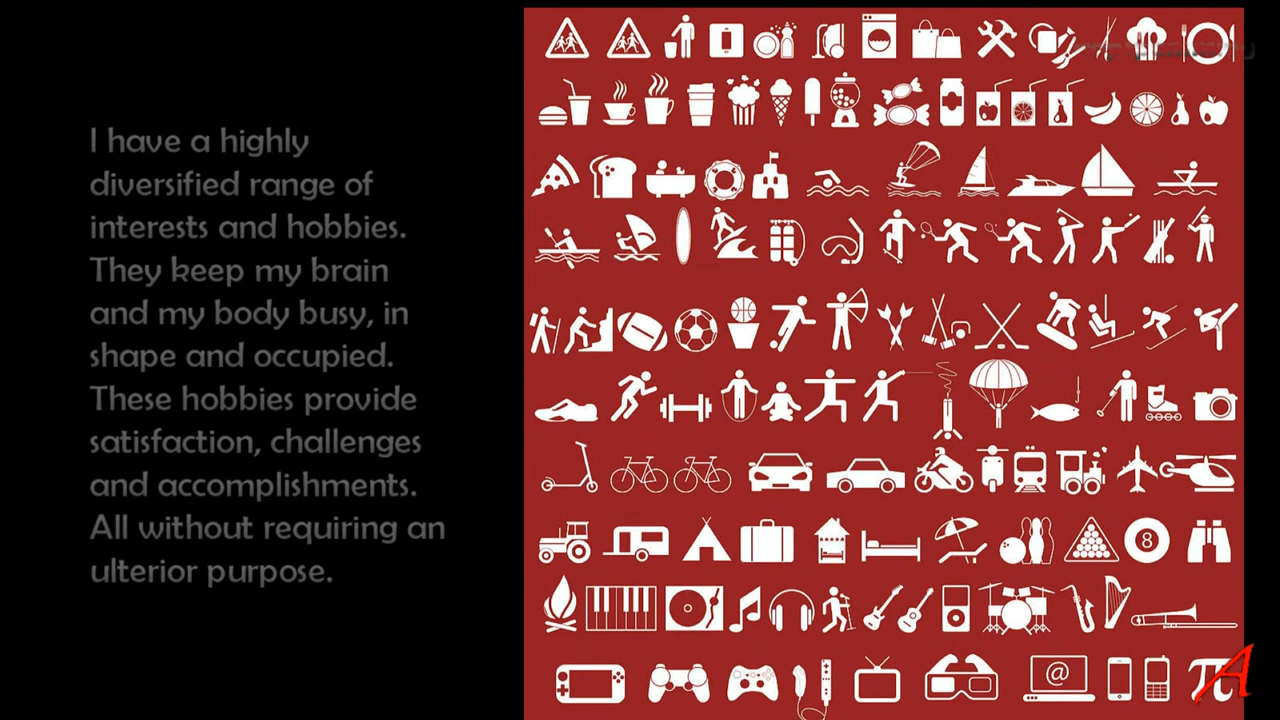 I have a highly
diversified range of
interests and hobbies.
They keep my brain
and my body busy, in
shape and occupied.
These hobbies provide
satisfaction, challenges
and accomplishments.
All without requiring an
ulterior purpose.
8
@
π
A